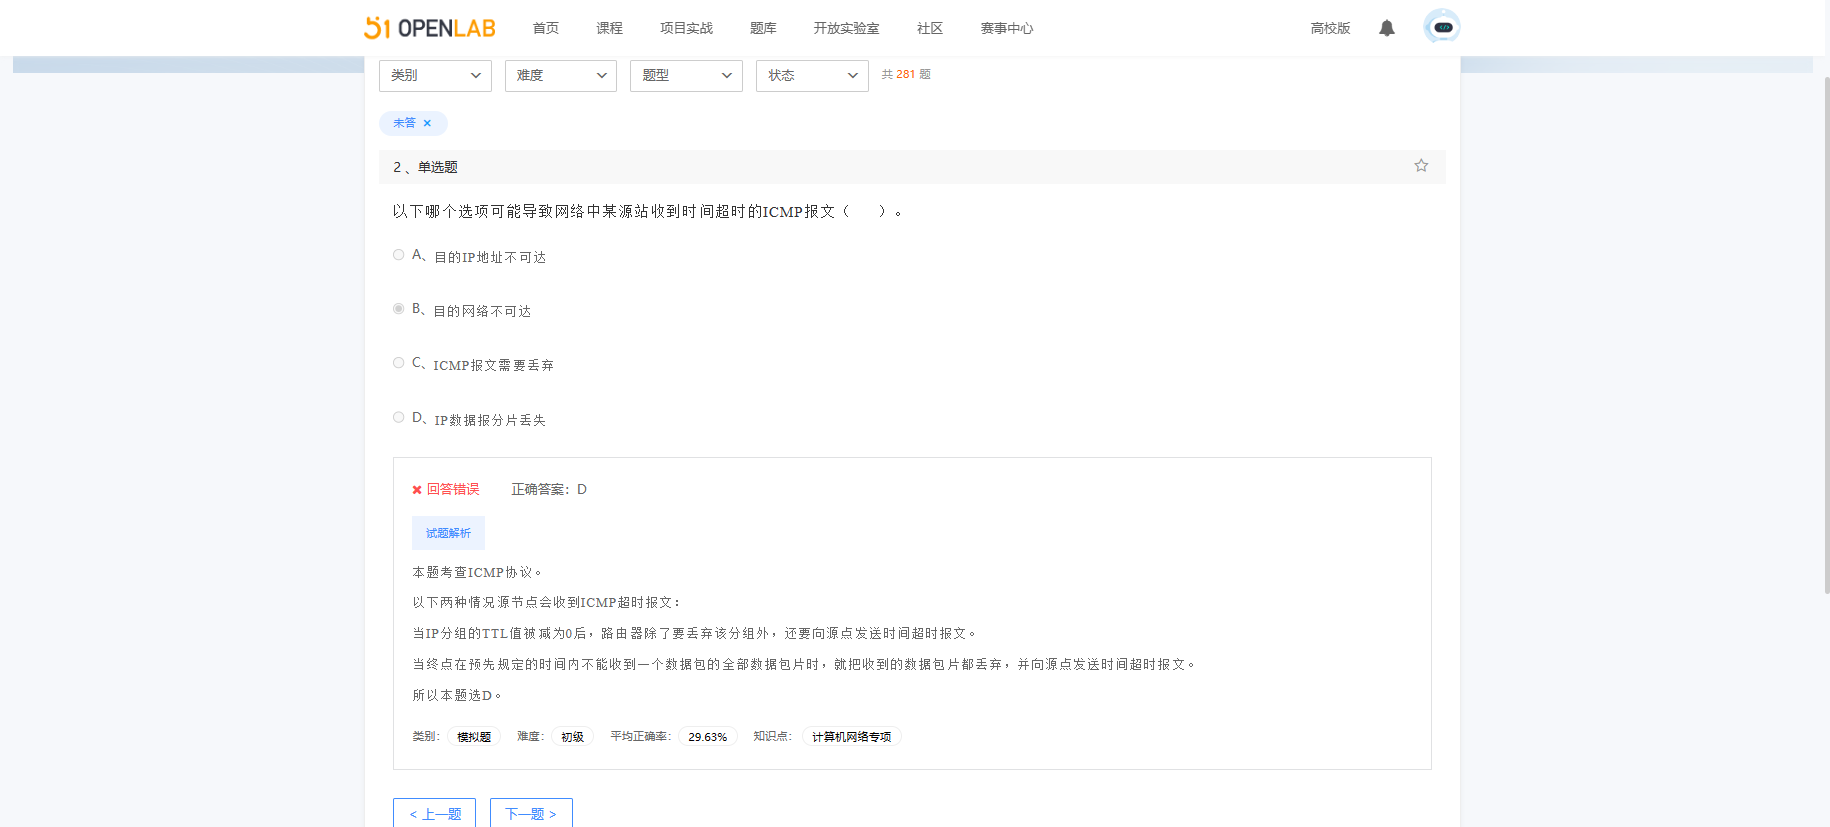 51 OPENLAB 首页 课程 项目实战 题库 开放实验室 社区 赛事中心 高校版
类别 难度 题型 状态 共 281 题
未答 ×
2 、单选题
以下哪个选项可能导致网络中某源站收到时间超时的ICMP报文（ ）。
A、目的IP地址不可达
B、目的网络不可达
C、ICMP报文需要丢弃
D、IP数据报分片丢失
回答错误 正确答案：D
试题解析
本题考查ICMP协议。
以下两种情况源节点会收到ICMP超时报文：
当IP分组的TTL值被减为0后，路由器除了要丢弃该分组外，还要向源点发送时间超时报文。
当终点在预先规定的时间内不能收到一个数据包的全部数据包片时，就把收到的数据包片都丢弃，并向源点发送时间超时报文。
所以本题选D。
类别： 模拟题 难度： 初级 平均正确率： 29.63% 知识点： 计算机网络专项
< 上一题 下一题 >